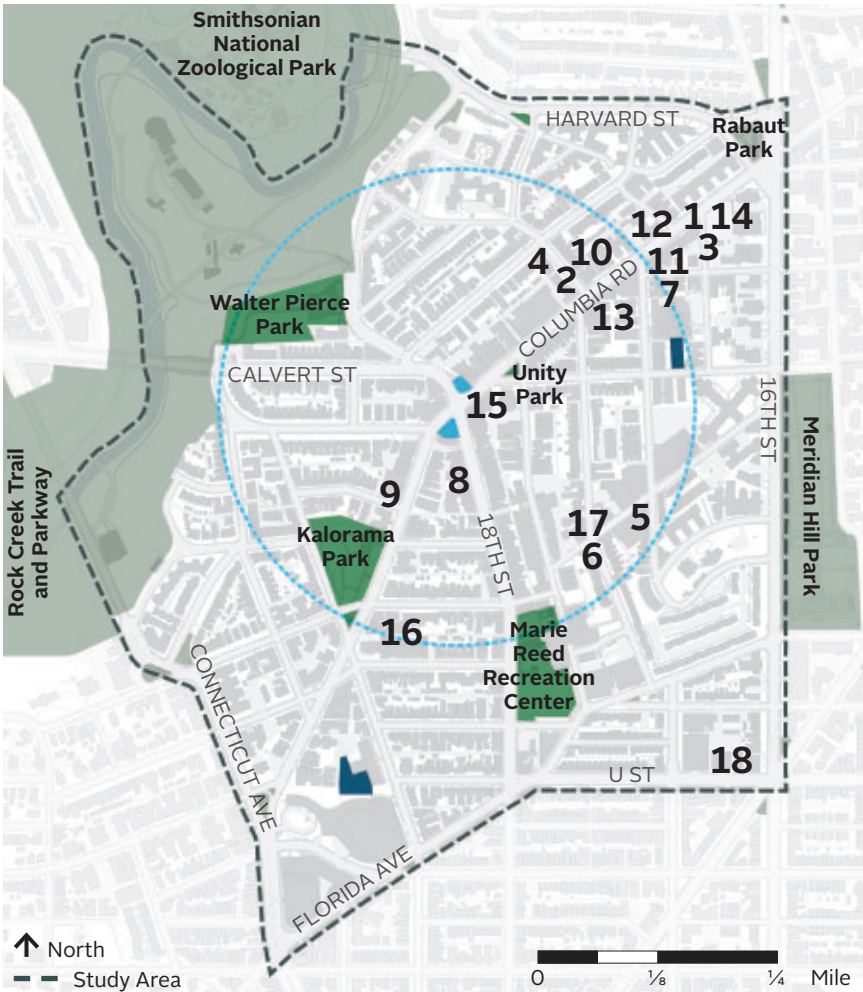 Smithsonian
National
Zoological Park
HARVARD ST
Rabaut
Park
12
1
14
4
10
3
2
11
COLUMBIA RD
7
13
Walter Pierce
Park
CALVERT ST
Unity
Park
15
16TH ST
Meridian Hill Park
Rock Creek Trail
and Parkway
9
8
18TH ST
17
5
6
Kalorama
Park
16
Marie
Reed
Recreation
Center
CONNECTICUT AVE
18
U ST
FLORIDA AVE
North
Study Area
0
⅛
¼
Mile